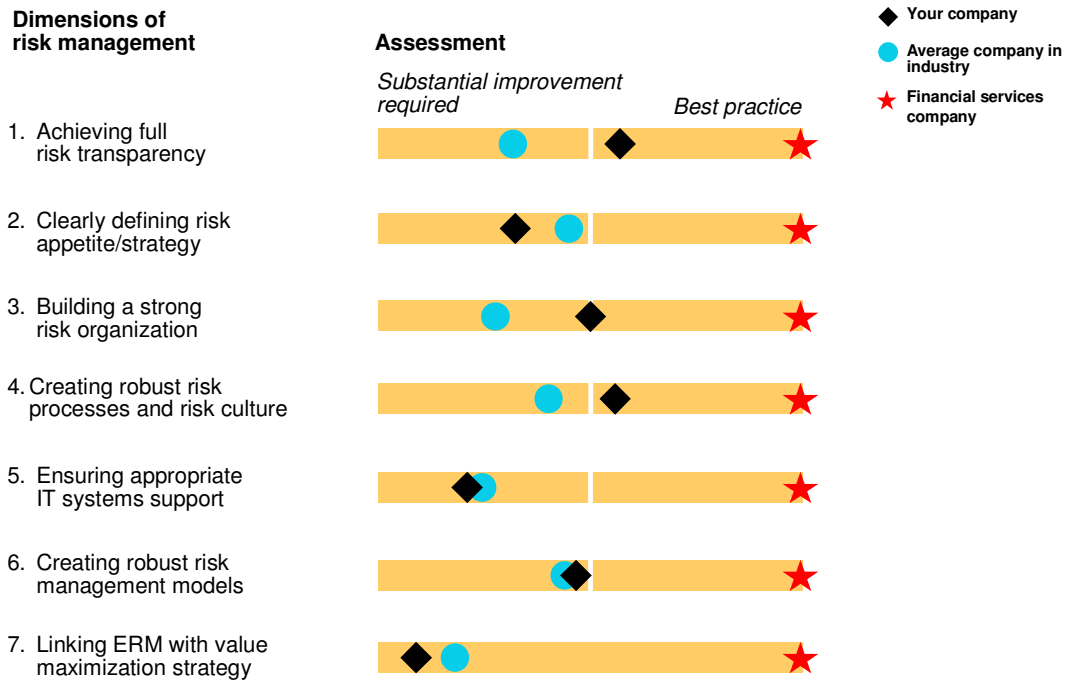 Dimensions of
risk management
Assessment
Substantial improvement
required
Best practice
Your company
Average company in
industry
Financial services
company
1. Achieving full
risk transparency
2. Clearly defining risk
appetite/strategy
3. Building a strong
risk organization
4. Creating robust risk
processes and risk culture
5. Ensuring appropriate
IT systems support
6. Creating robust risk
management models
7. Linking ERM with value
maximization strategy